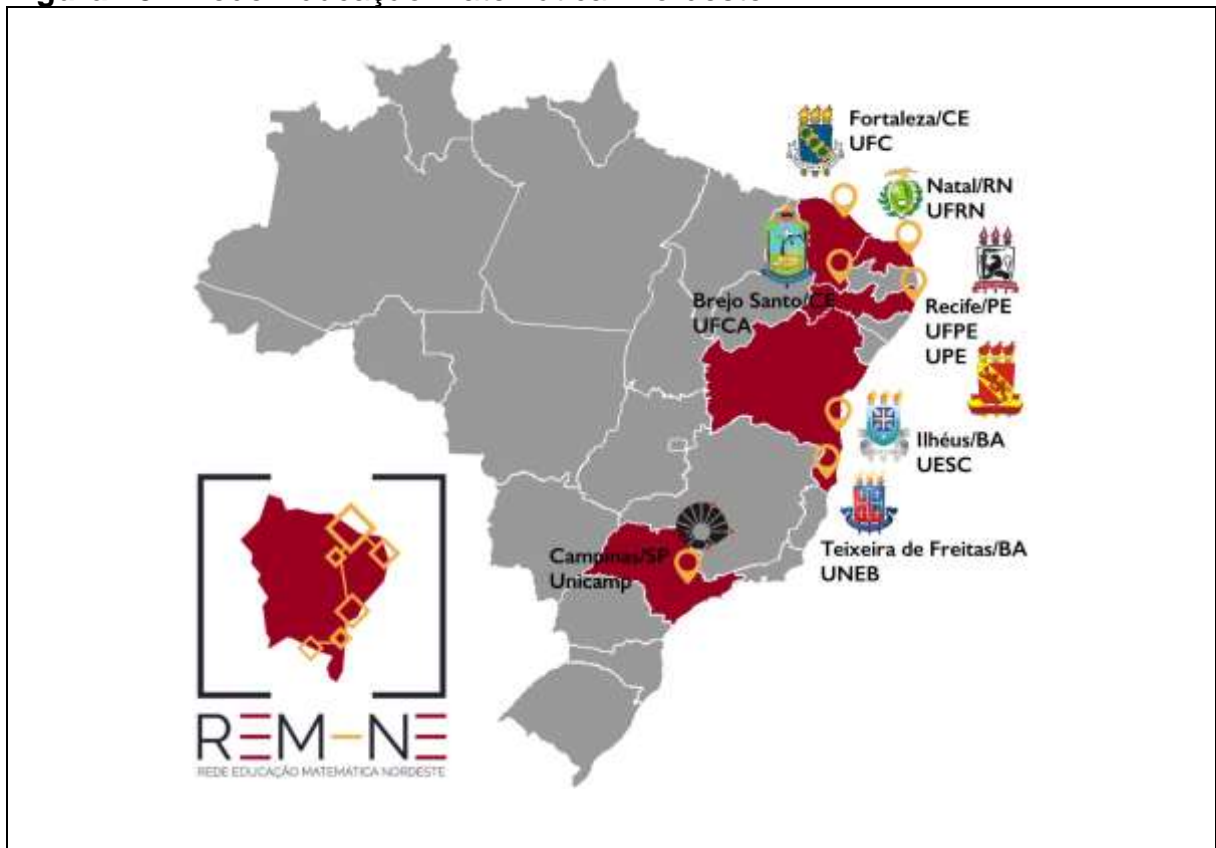 Fortaleza/CE
UFC
Natal/RN
UFRN
Brejo Santo/CE
UFCA
Recife/PE
UFPE
UPE
Ilhéus/BA
UESC
Teixeira de Freitas/BA
UNEB
Campinas/SP
Unicamp
REM-NE
REDE EDUCAÇÃO MATEMÁTICA NORDESTE